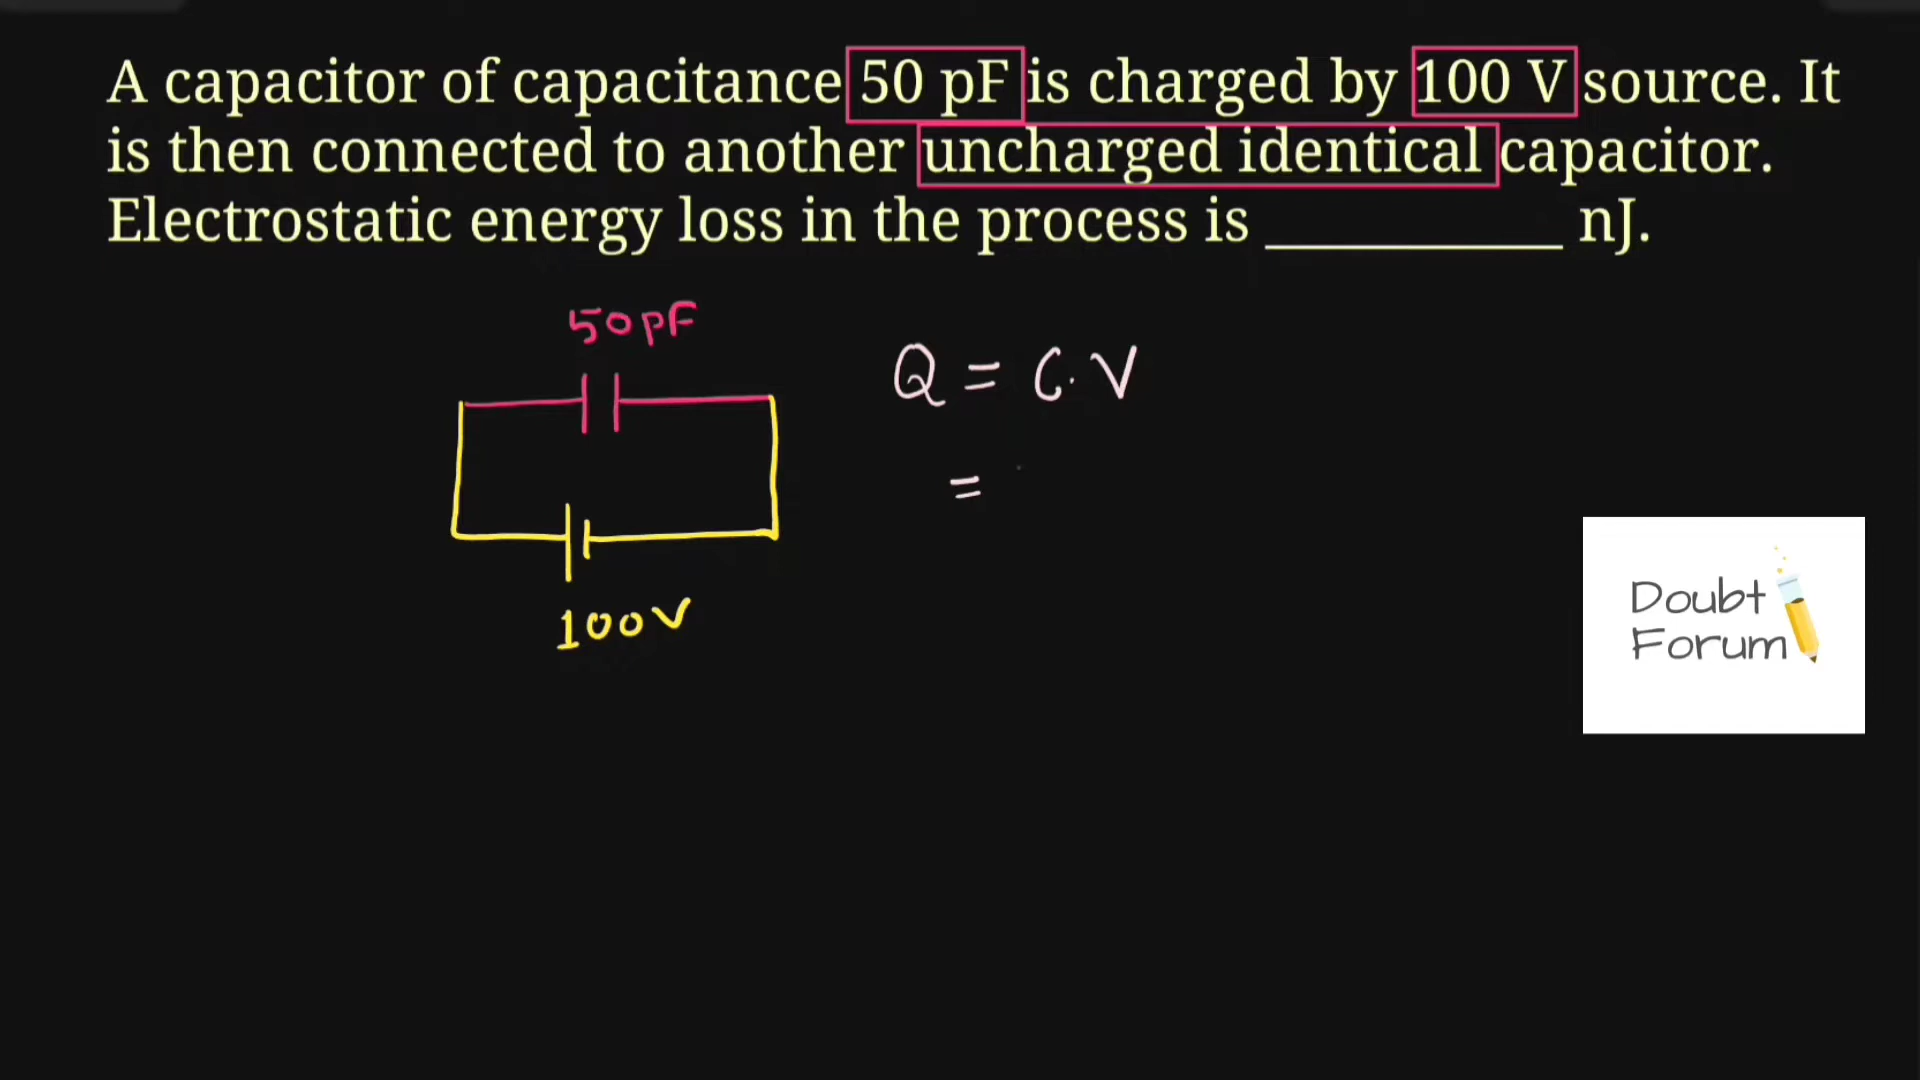 A capacitor of capacitance 50 pF is charged by 100 V source. It
is then connected to another uncharged identical capacitor.
Electrostatic energy loss in the process is __________ nJ.
50pF
Q = C.V
=
100V
Doubt
Forum